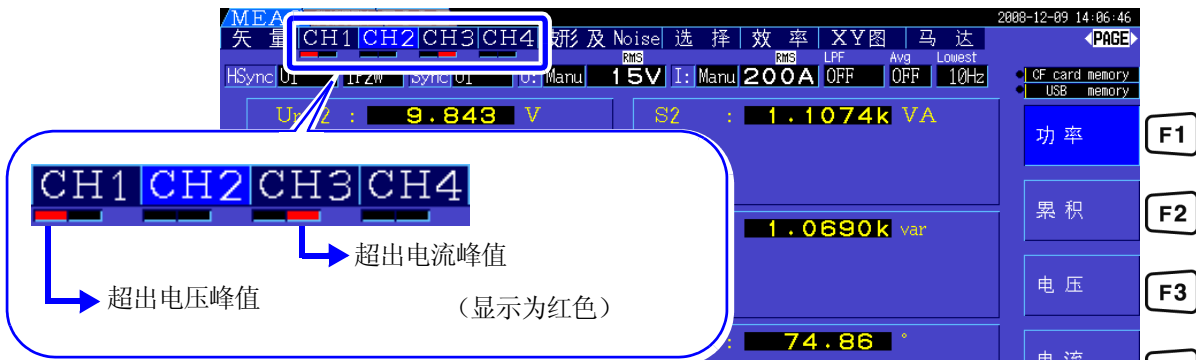 MEAS
2008-12-09 14:06:46
矢 量 CH1 CH2 CH3 CH4 波形 及 Noise 选 择 效 率 XY图 马 达 PAGE
RMS RMS LPF Avg Lowest
HSync U1 1P2W Sync U1 U: Manu 15V I: Manu 200A OFF OFF 10Hz
CF card memory
USB memory
9.843 V
S2 : 1.1074k VA
功 率 F1
CH1 CH2 CH3 CH4
累 积 F2
1.0690k var
超出电流峰值
超出电压峰值
(显示为红色)
电 压 F3
: 74.86 °
电 流